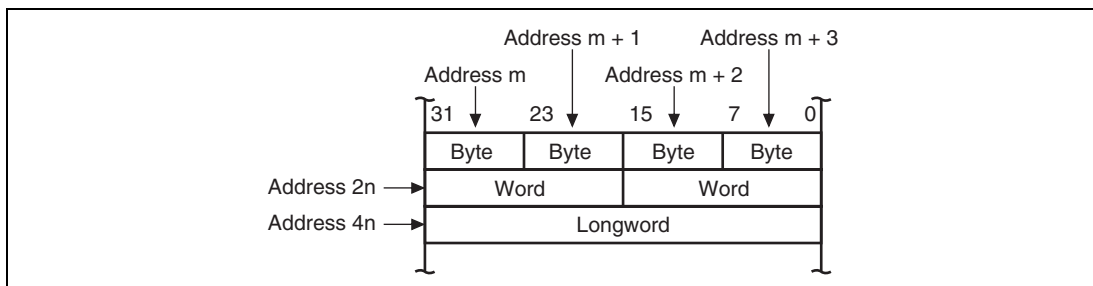 Address m + 1 Address m + 3
Address m Address m + 2
31 23 15 7 0
Byte Byte Byte Byte
Address 2n Word Word
Address 4n Longword